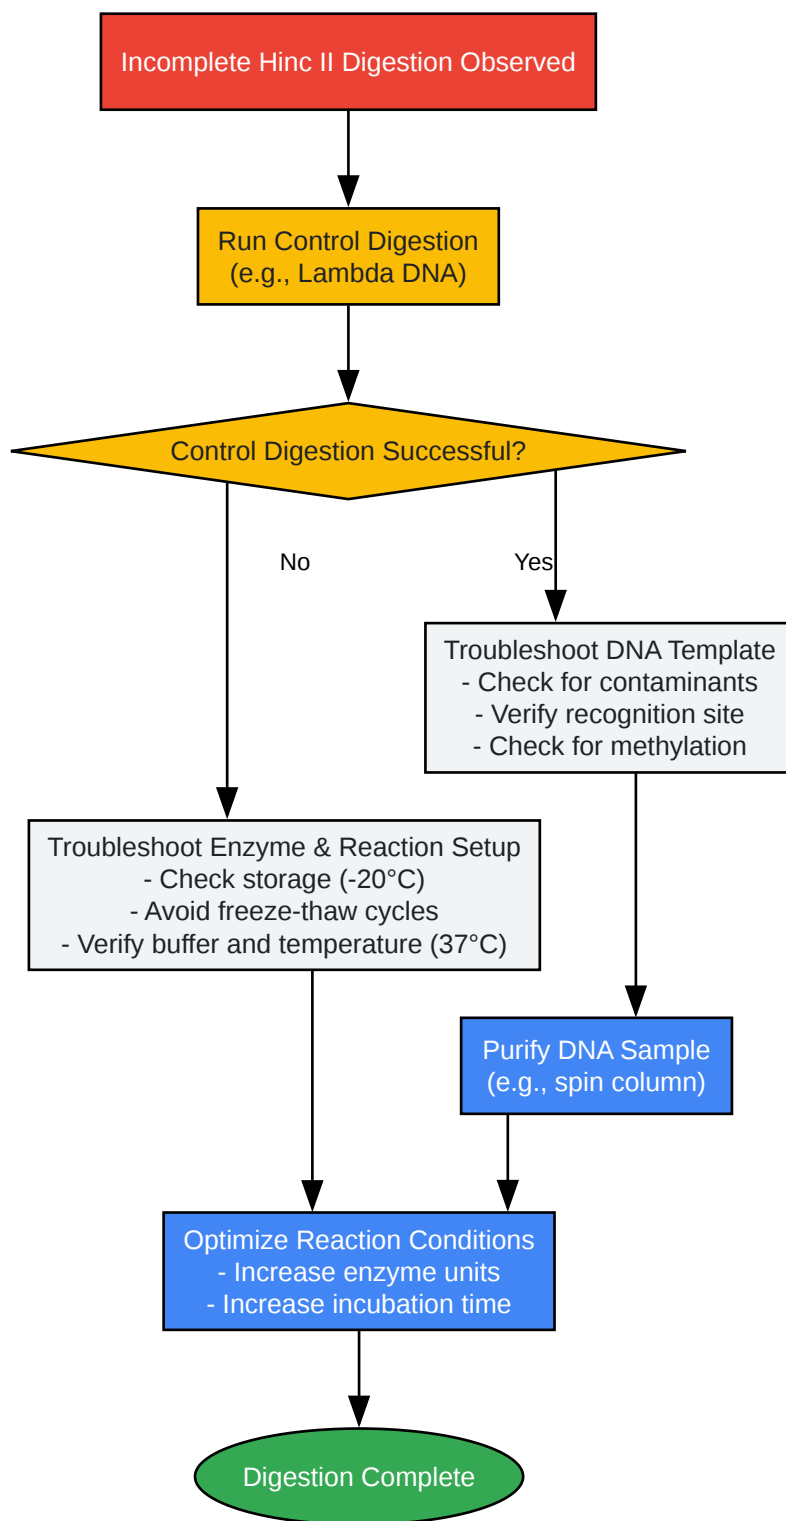 Incomplete Hinc II Digestion Observed
Run Control Digestion
(e.g., Lambda DNA)
Control Digestion Successful?
No
Yes
Troubleshoot DNA Template
- Check for contaminants
- Verify recognition site
- Check for methylation
Troubleshoot Enzyme & Reaction Setup
- Check storage (-20°C)
- Avoid freeze-thaw cycles
- Verify buffer and temperature (37°C)
Purify DNA Sample
(e.g., spin column)
Optimize Reaction Conditions
- Increase enzyme units
- Increase incubation time
Digestion Complete